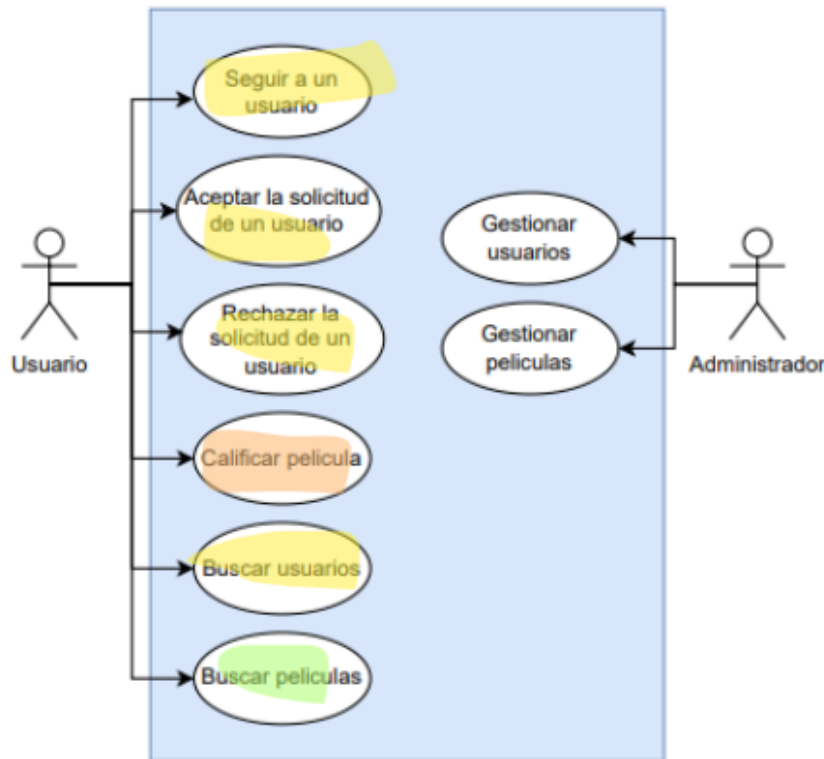 Seguir a un
usuario
Aceptar la solicitud
de un usuario
Rechazar la
solicitud de un
usuario
Calificar pelicula
Buscar usuarios
Buscar peliculas
Usuario
Gestionar
usuarios
Gestionar
peliculas
Administrador